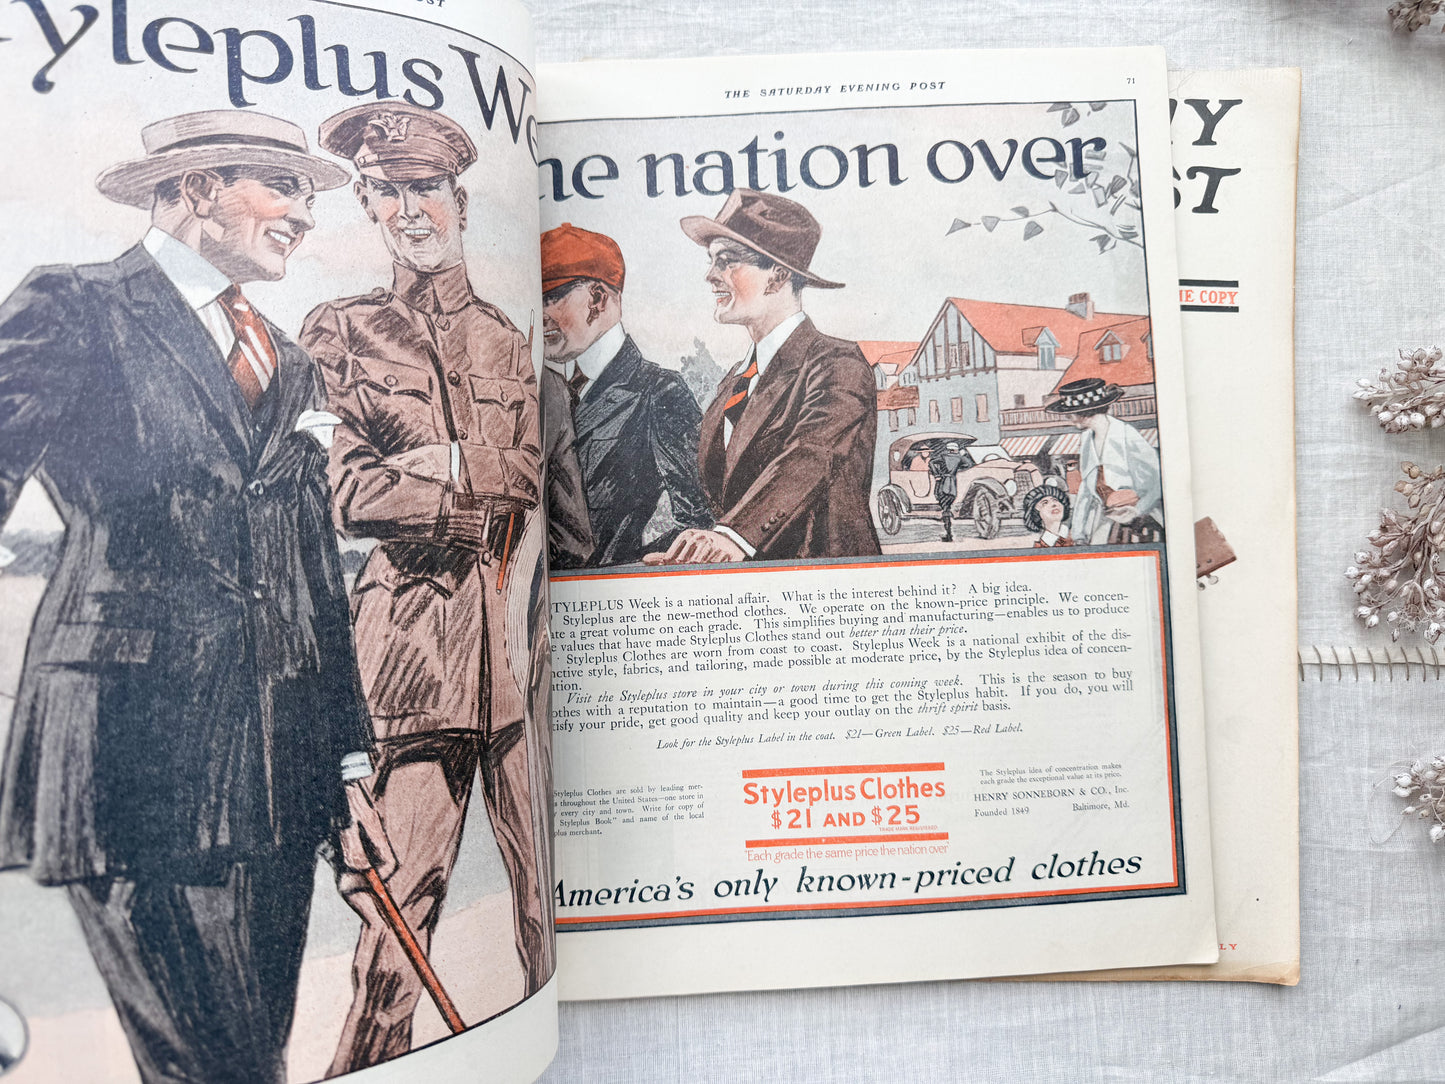 Styleplus We
THE SATURDAY EVENING POST
71
the nation over
STYLEPLUS Week is a national affair. What is the interest behind it? A big idea.
Styleplus are the new-method clothes. We operate on the known-price principle. We concen-
a great volume on each grade. This simplifies buying and manufacturing—enables us to produce
values that have made Styleplus Clothes stand out better than their price.
Styleplus Clothes are worn from coast to coast. Styleplus Week is a national exhibit of the dis-
nctive style, fabrics, and tailoring, made possible at moderate price, by the Styleplus idea of concen-
tion.
Visit the Styleplus store in your city or town during this coming week. This is the season to buy
othes with a reputation to maintain—a good time to get the Styleplus habit. If you do, you will
tisfy your pride, get good quality and keep your outlay on the thrift spirit basis.
Look for the Styleplus Label in the coat. $21—Green Label. $25—Red Label.
Styleplus Clothes are sold by leading mer-
s throughout the United States—one store in
every city and town. Write for copy of
Styleplus Book" and name of the local
plus merchant.
Styleplus Clothes
$21 AND $25
TRADE MARK REGISTERED
"Each grade the same price the nation over"
The Styleplus idea of concentration makes
each grade the exceptional value at its price.
HENRY SONNEBORN & CO., Inc.
Founded 1849 Baltimore, Md.
America's only known-priced clothes
ST
COPY
LY